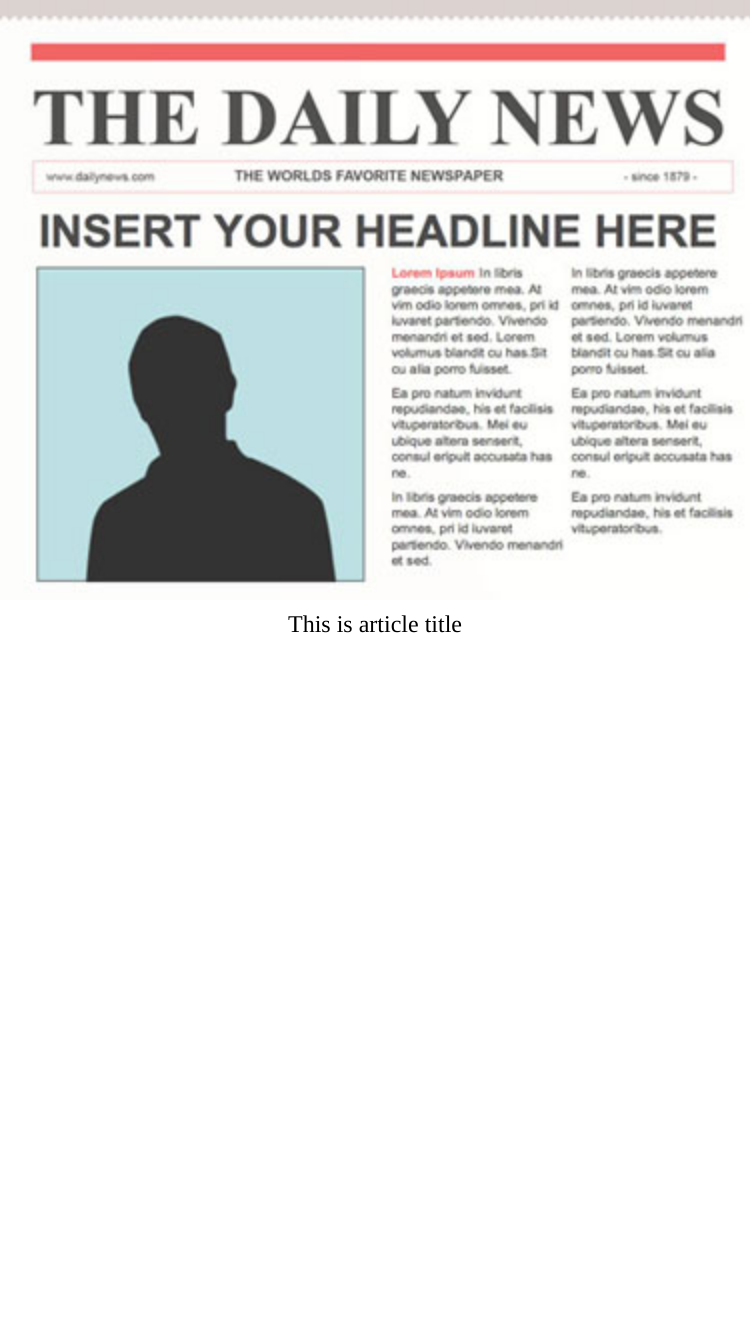 THE DAILY NEWS
www.dailynews.com THE WORLDS FAVORITE NEWSPAPER - since 1879 -
INSERT YOUR HEADLINE HERE
Lorem Ipsum In libris
graecis appetere mea. At
vim odio lorem omnes, pri id
iuvaret partiendo. Vivendo
menandri et sed. Lorem
volumus blandit cu has.Sit
cu alia porro fuisset.
Ea pro natum invidunt
repudiandae, his et facilisis
vituperatoribus. Mei eu
ubique altera senserit,
consul eripuit accusata has
ne.
In libris graecis appetere
mea. At vim odio lorem
omnes, pri id iuvaret
partiendo. Vivendo menandri
et sed.
In libris graecis appetere
mea. At vim odio lorem
omnes, pri id iuvaret
partiendo. Vivendo menandri
et sed. Lorem volumus
blandit cu has.Sit cu alia
porro fuisset.
Ea pro natum invidunt
repudiandae, his et facilisis
vituperatoribus. Mei eu
ubique altera senserit,
consul eripuit accusata has
ne.
Ea pro natum invidunt
repudiandae, his et facilisis
vituperatoribus.
This is article title